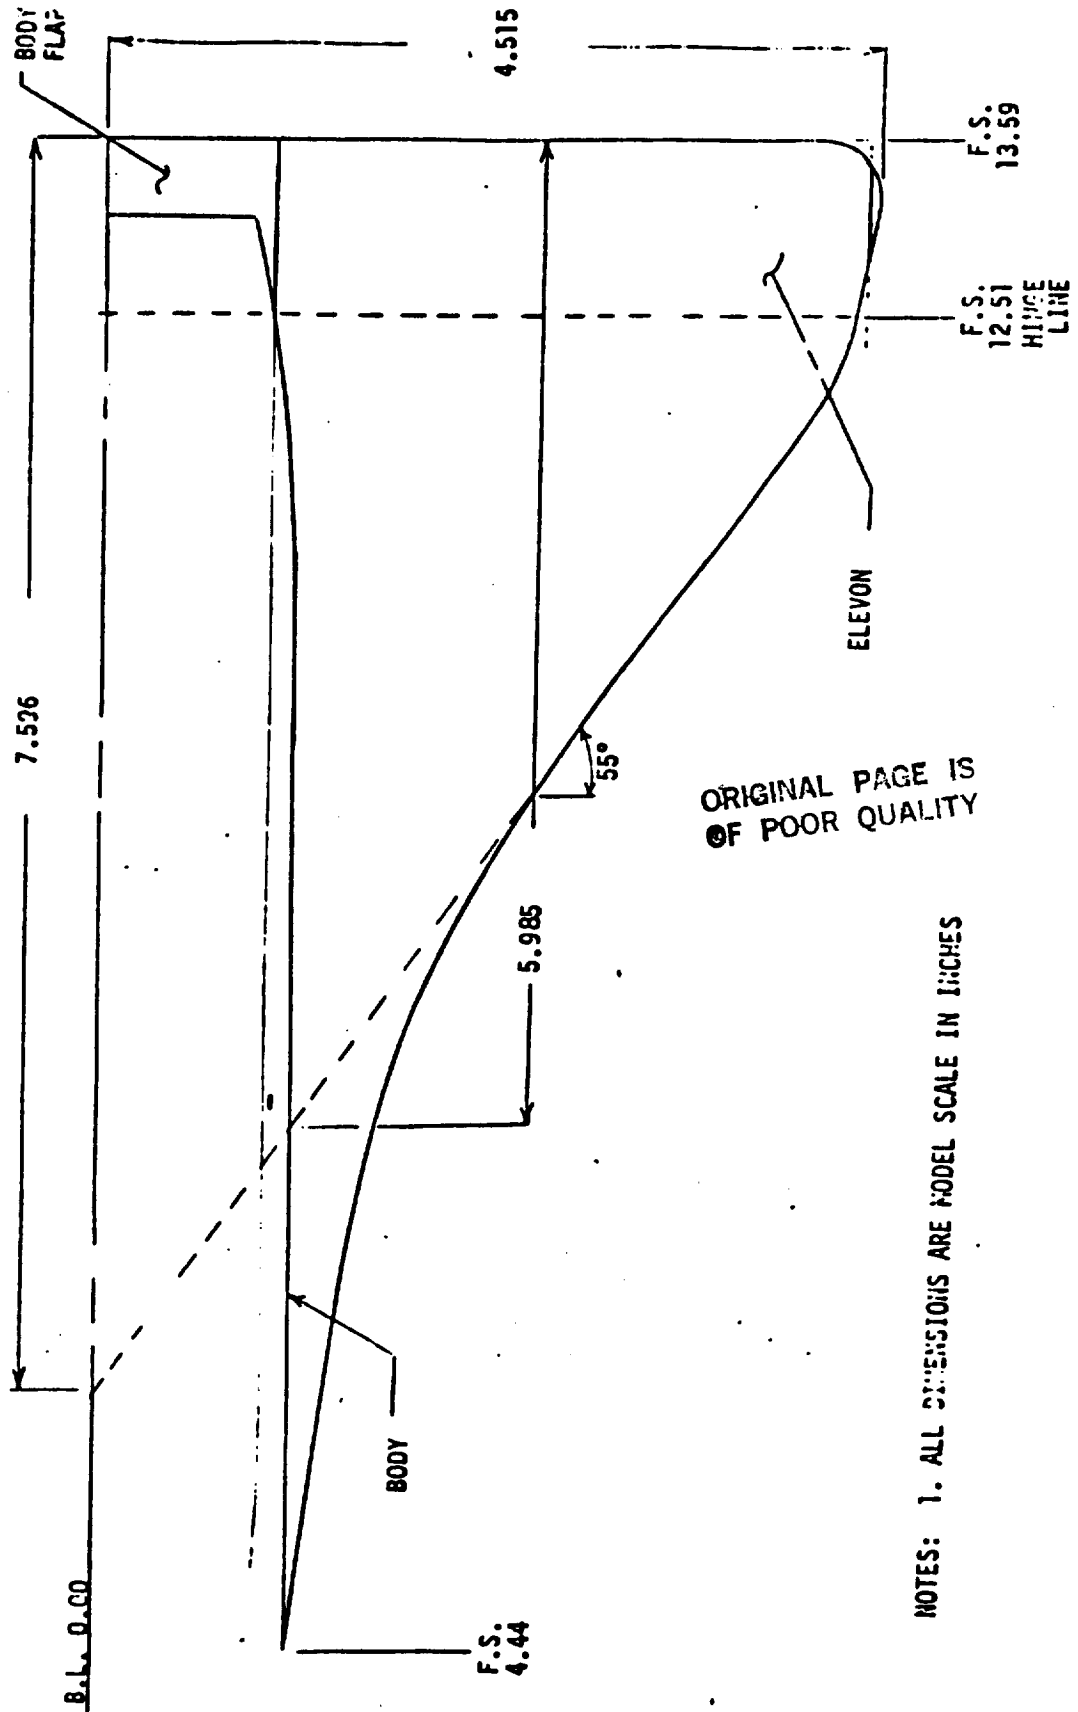 BODY
FLAP
4.515
7.526
F.S.
13.59
F.S.
12.51
HINGE
LINE
ELEVON
55°
5.985
ORIGINAL PAGE IS
OF POOR QUALITY
BODY
B.L. 0.00
F.S.
4.44
NOTES: 1. ALL DIMENSIONS ARE MODEL SCALE IN INCHES